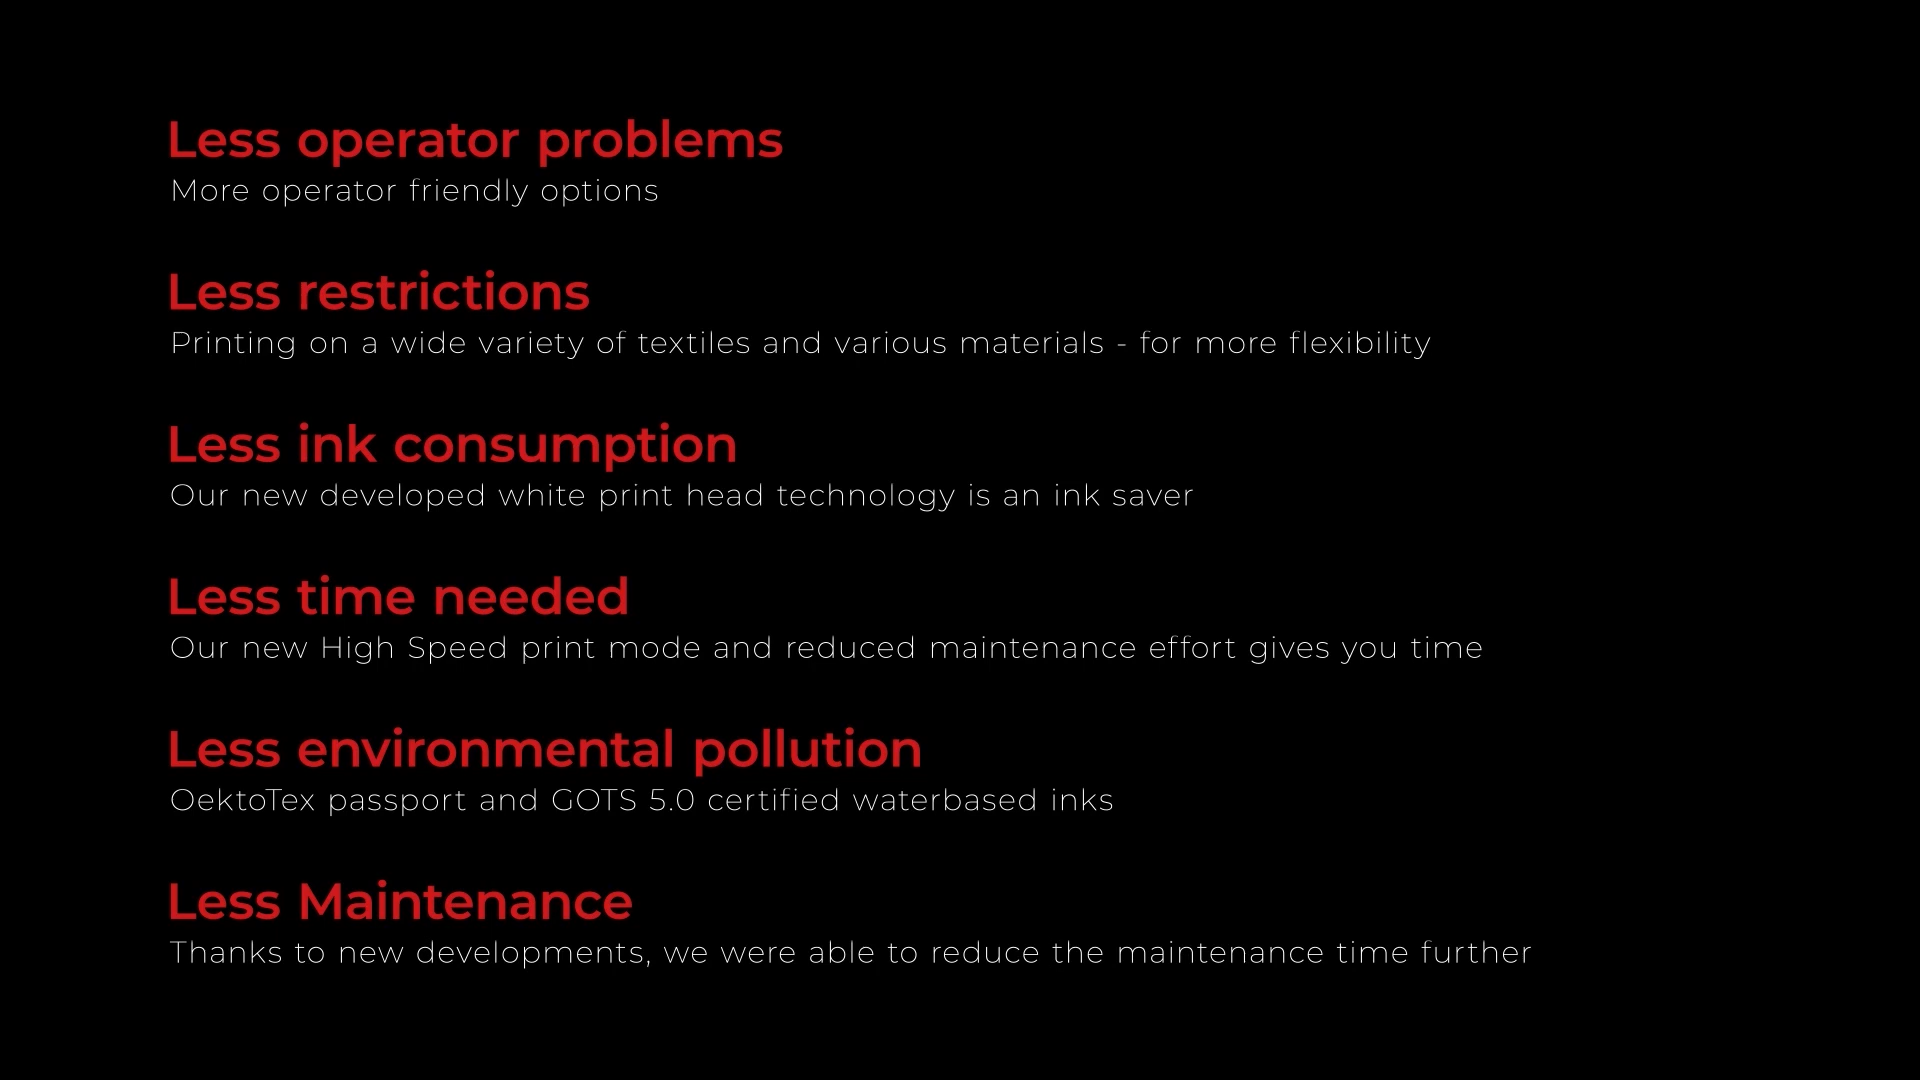 Less operator problems
More operator friendly options
Less restrictions
Printing on a wide variety of textiles and various materials - for more flexibility
Less ink consumption
Our new developed white print head technology is an ink saver
Less time needed
Our new High Speed print mode and reduced maintenance effort gives you time
Less environmental pollution
OektoTex passport and GOTS 5.0 certified waterbased inks
Less Maintenance
Thanks to new developments, we were able to reduce the maintenance time further